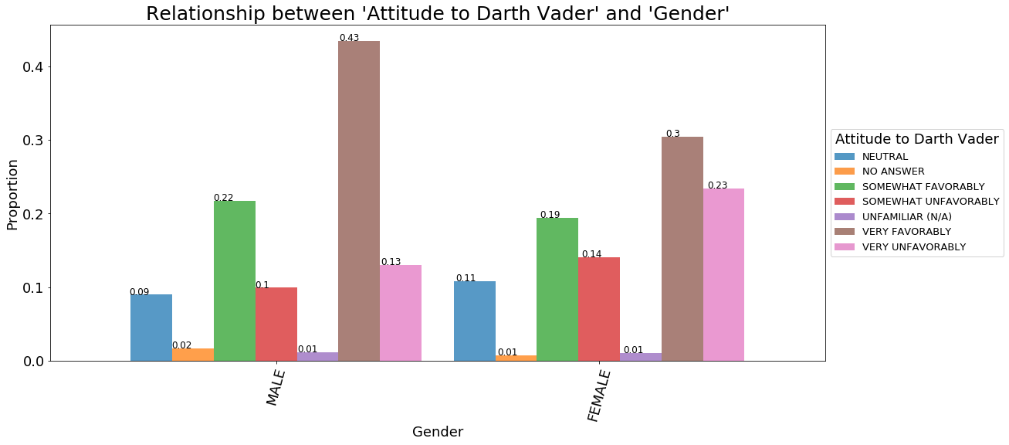 Relationship between 'Attitude to Darth Vader' and 'Gender'
Proportion
0.4
0.3
0.2
0.1
0.0
0.09
0.02
0.22
0.1
0.01
0.43
0.13
0.11
0.01
0.19
0.14
0.01
0.3
0.23
MALE
FEMALE
Gender
Attitude to Darth Vader
NEUTRAL
NO ANSWER
SOMEWHAT FAVORABLY
SOMEWHAT UNFAVORABLY
UNFAMILIAR (N/A)
VERY FAVORABLY
VERY UNFAVORABLY